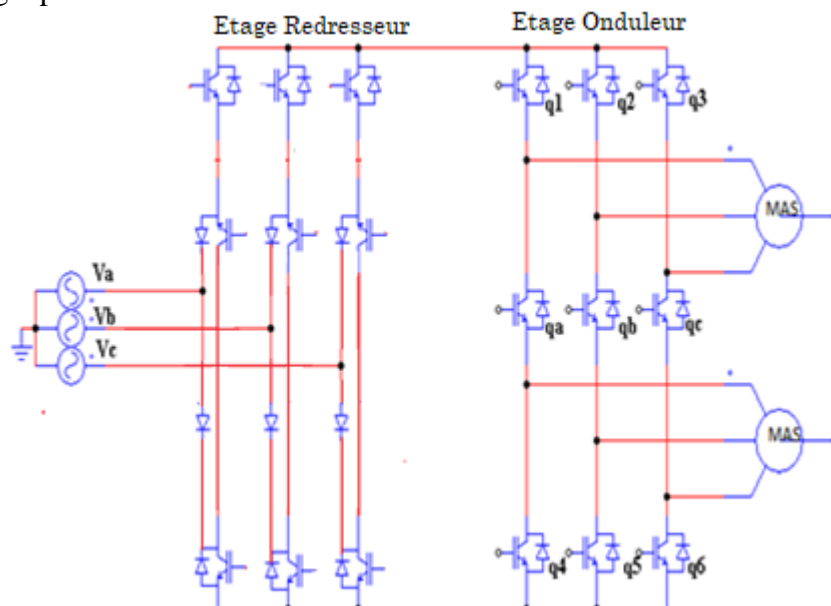 Etage Redresseur
Etage Onduleur
q1
q2
q3
MAS
Va
Vb
Vc
qa
qb
qc
MAS
q4
q5
q6